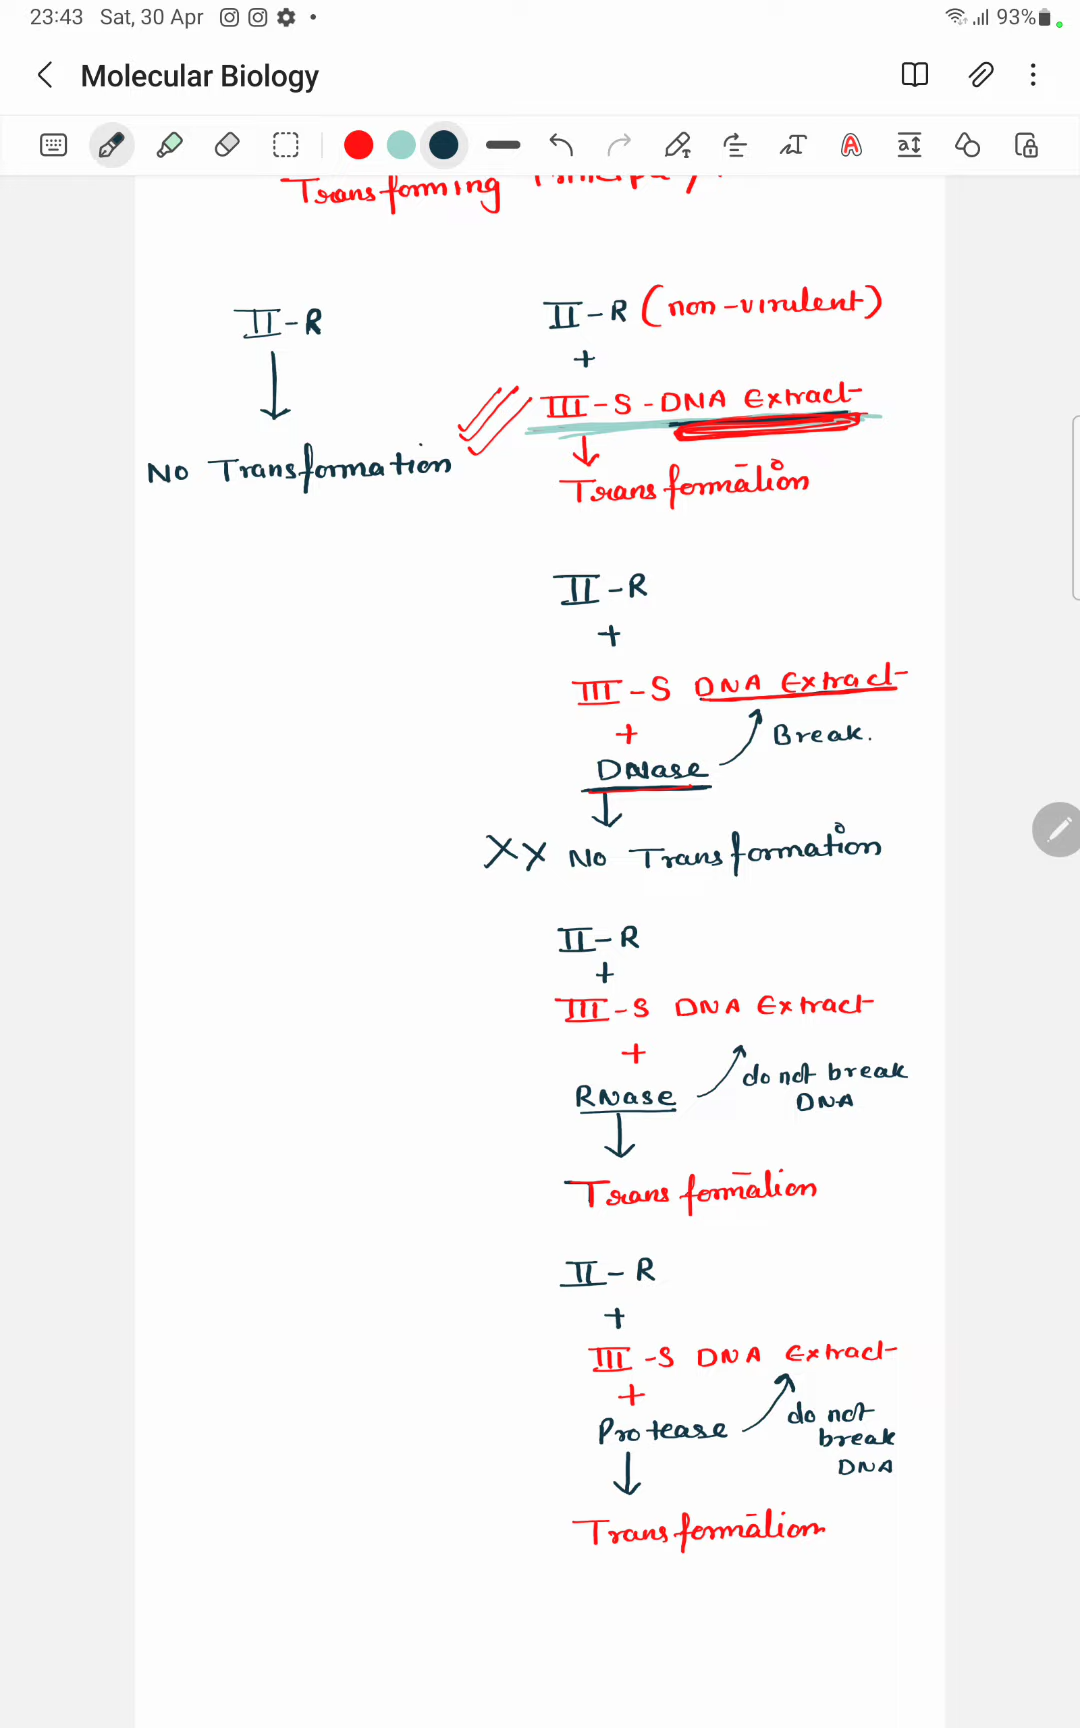 23:43 Sat, 30 Apr
93%
Molecular Biology
Transforming
II-R
No Transformation
II-R (non-virulent)
+
III-S-DNA Extract
Transformation
II-R
+
III-S DNA Extract
+
Break.
DNase
XX No Transformation
II-R
+
III-S DNA Extract
+
do not break
DNA
RNase
Transformation
II-R
+
III-S DNA Extract
+
Protease
do not
break
DNA
Transformation